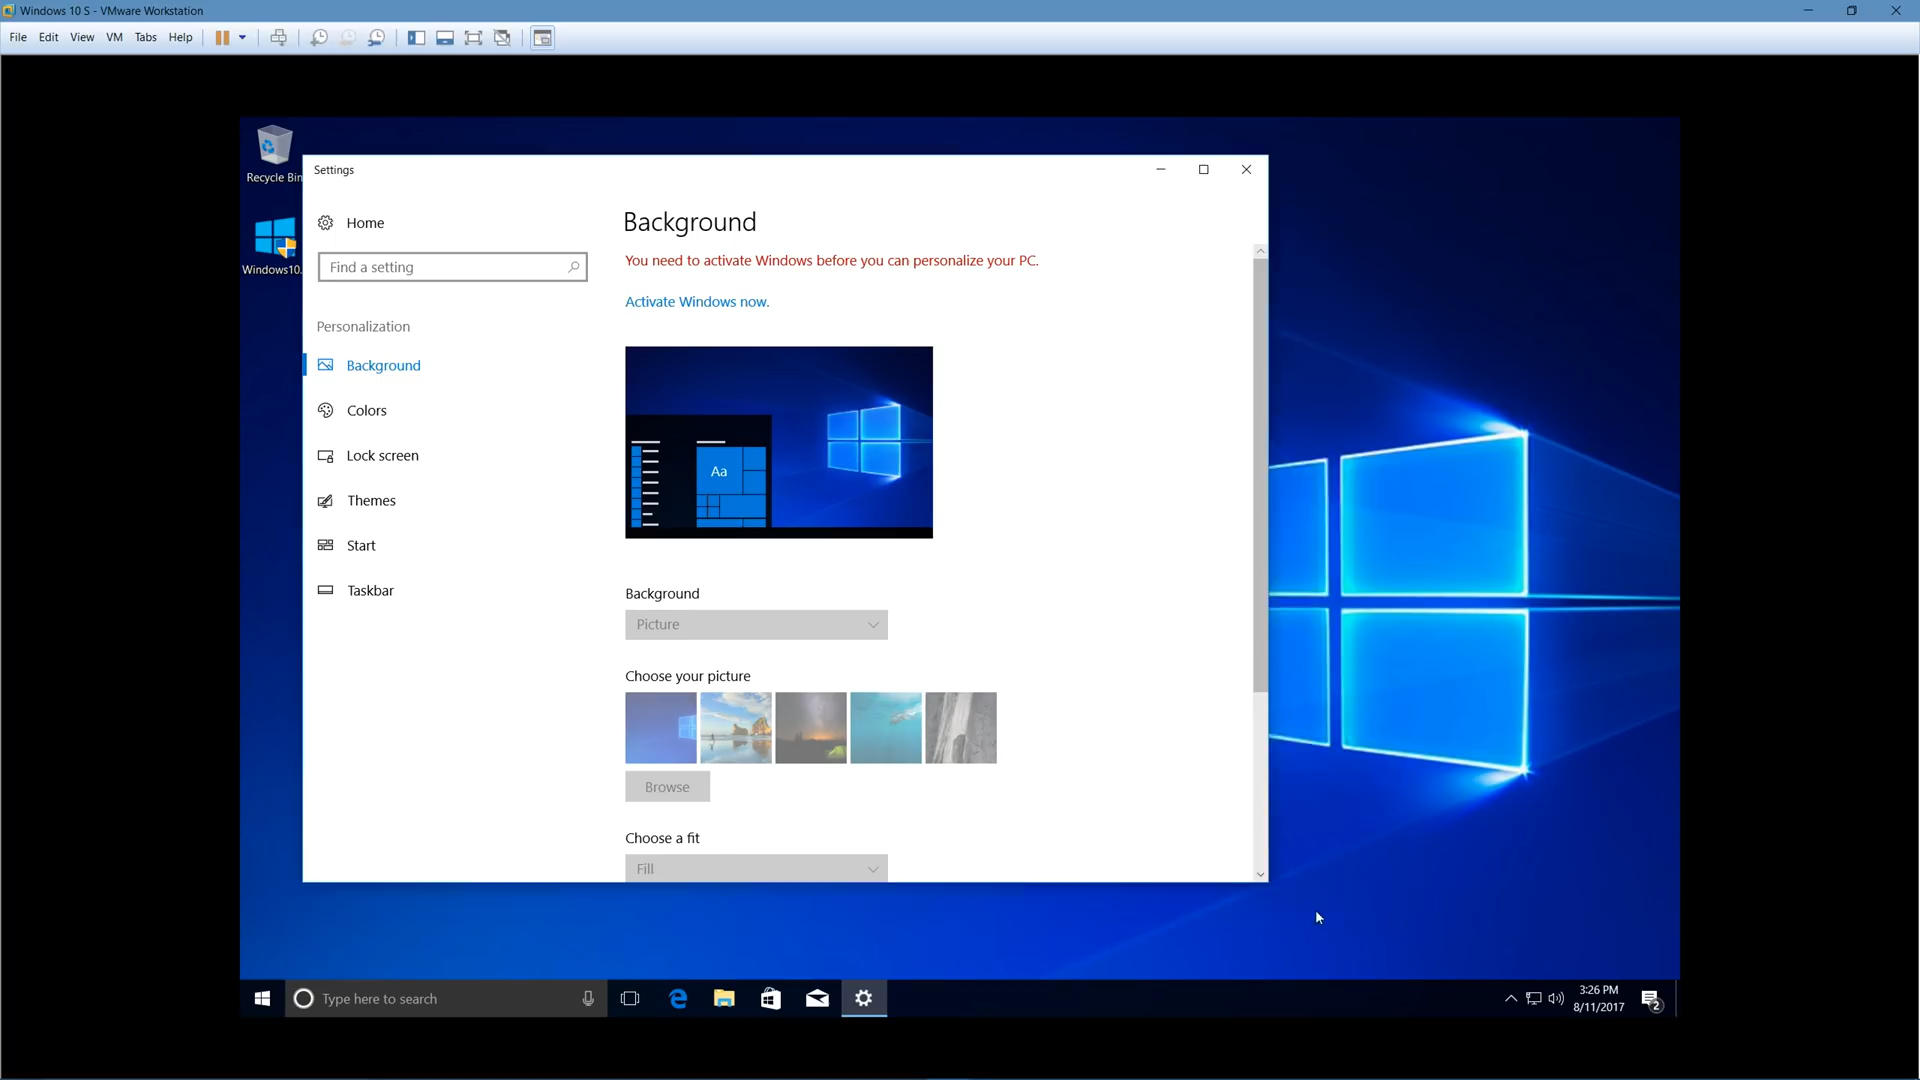 Windows 10 S - VMware Workstation
File Edit View VM Tabs Help
Recycle Bin
Windows10.
Settings
Home
Find a setting
Personalization
Background
Colors
Lock screen
Themes
Start
Taskbar
Background
You need to activate Windows before you can personalize your PC.
Activate Windows now.
Aa
Background
Picture
Choose your picture
Browse
Choose a fit
Fill
Type here to search
3:26 PM
8/11/2017
2